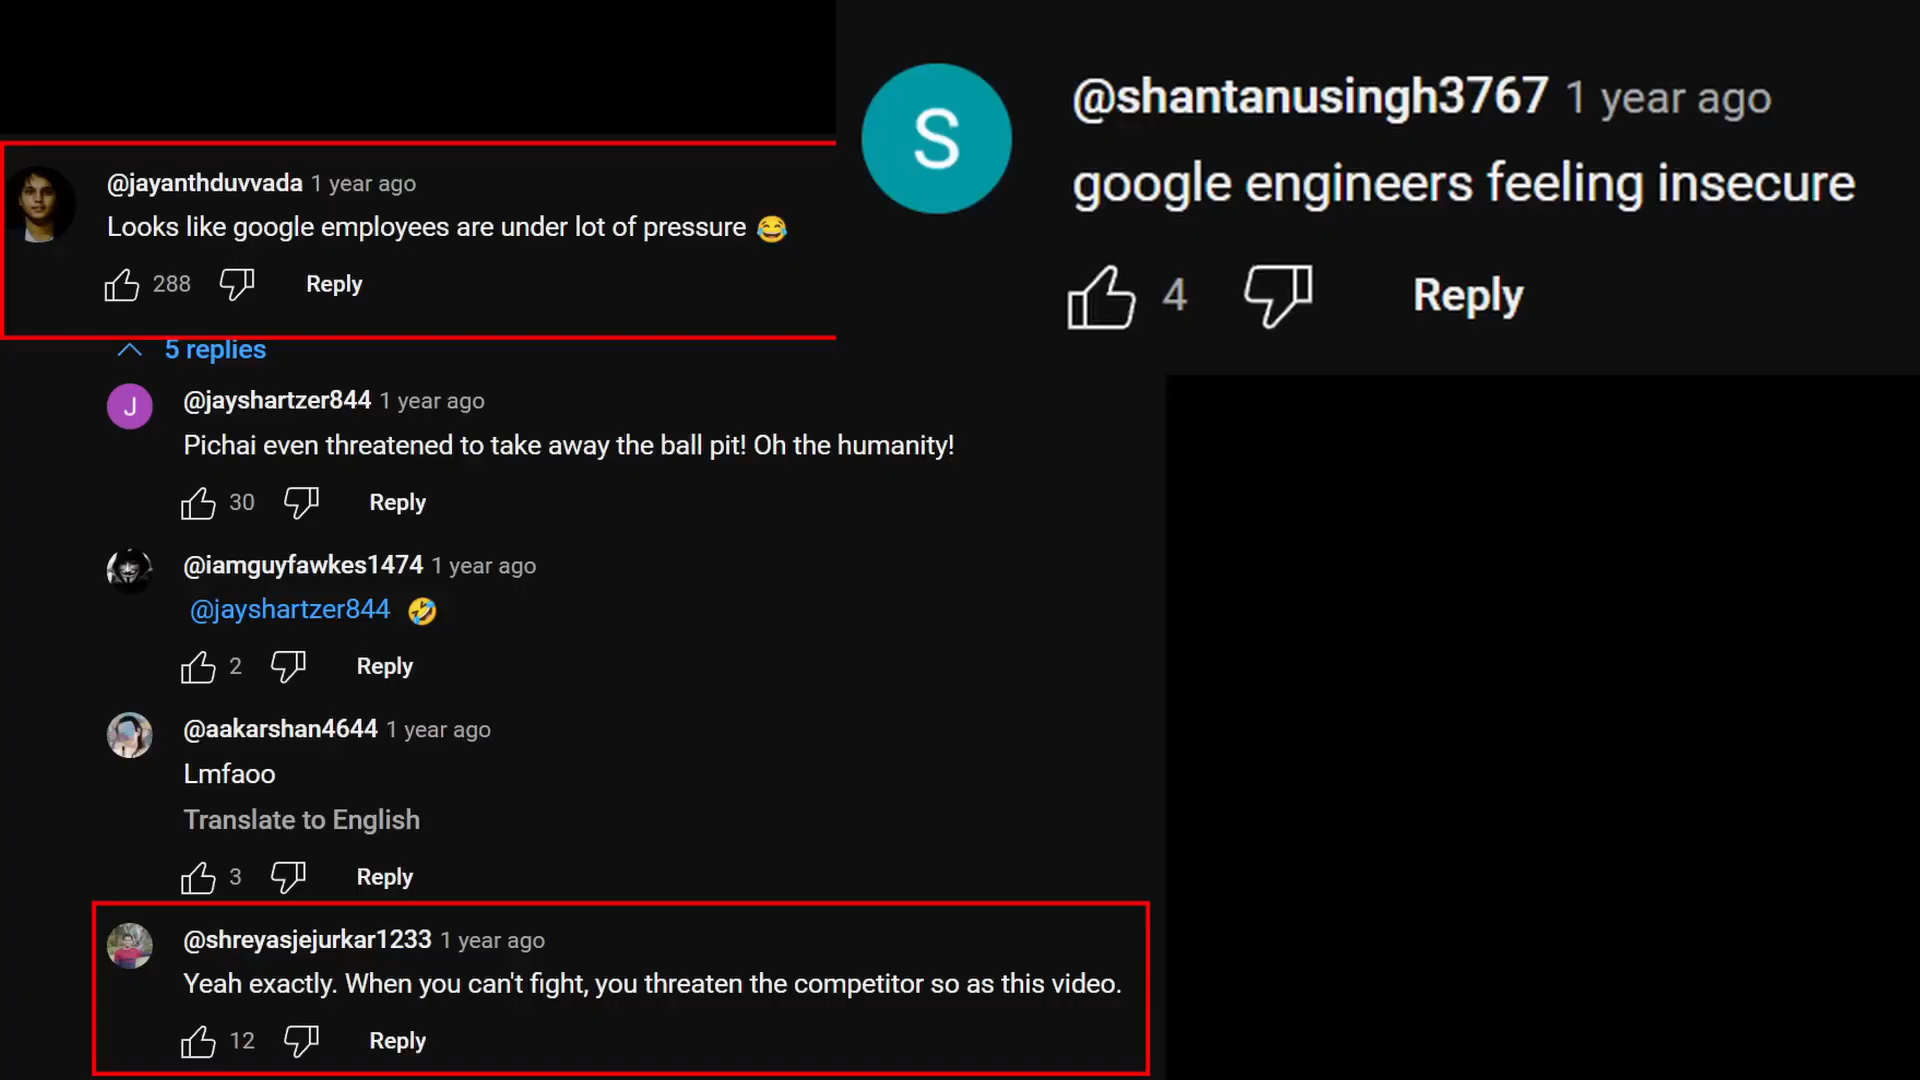 @jayanthduvvada 1 year ago
Looks like google employees are under lot of pressure 😂
288 Reply
5 replies
@jayshartzer844 1 year ago
Pichai even threatened to take away the ball pit! Oh the humanity!
30 Reply
@iamguyfawkes1474 1 year ago
@jayshartzer844 🤣
2 Reply
@aakarshan4644 1 year ago
Lmfaoo
Translate to English
3 Reply
@shreyasjejurkar1233 1 year ago
Yeah exactly. When you can't fight, you threaten the competitor so as this video.
12 Reply
S
@shantanusingh3767 1 year ago
google engineers feeling insecure
4 Reply
J